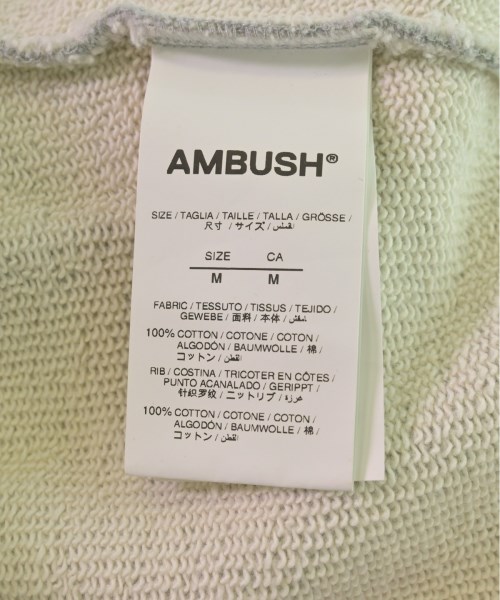 AMBUSH®
SIZE / TAGLIA / TAILLE / TALLA / GRÖSSE /
尺寸 / サイズ / المقاس
SIZE CA
M M
FABRIC / TESSUTO / TISSUS / TEJIDO /
GEWEBE / 面料 / 本体 /
100% COTTON / COTONE / COTON /
ALGODÓN / BAUMWOLLE / 棉 /
コットン / القطن
RIB / COSTINA / TRICOTER EN CÔTES /
PUNTO ACANALADO / GERIPPT /
针织罗纹 / ニットリブ /
100% COTTON / COTONE / COTON /
ALGODÓN / BAUMWOLLE / 棉 /
コットン / القطن